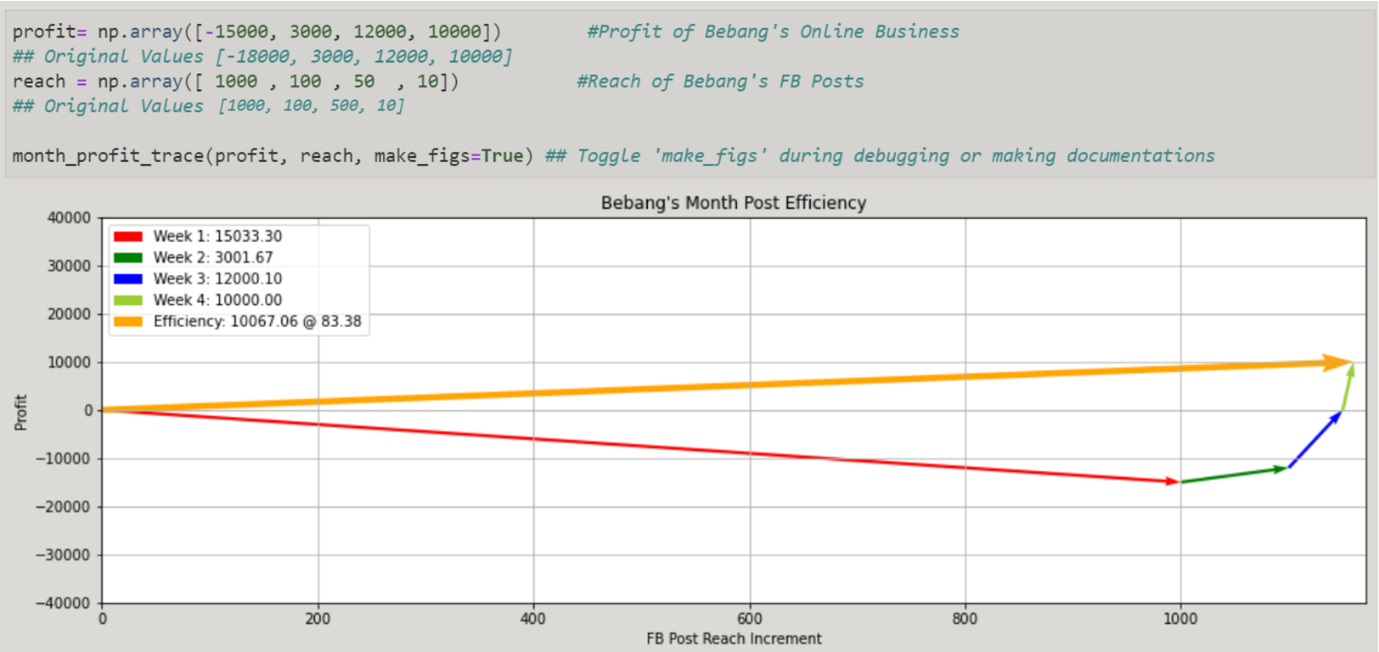 profit= np.array([-15000, 3000, 12000, 10000]) #Profit of Bebang's Online Business
## Original Values [-18000, 3000, 12000, 10000]
reach = np.array([ 1000 , 100 , 50 , 10]) #Reach of Bebang's FB Posts
## Original Values [1000, 100, 500, 10]
month_profit_trace(profit, reach, make_figs=True) ## Toggle 'make_figs' during debugging or making documentations
Bebang's Month Post Efficiency
40000
30000
20000
10000
0
−10000
−20000
−30000
−40000
Profit
Week 1: 15033.30
Week 2: 3001.67
Week 3: 12000.10
Week 4: 10000.00
Efficiency: 10067.06 @ 83.38
0 200 400 600 800 1000
FB Post Reach Increment